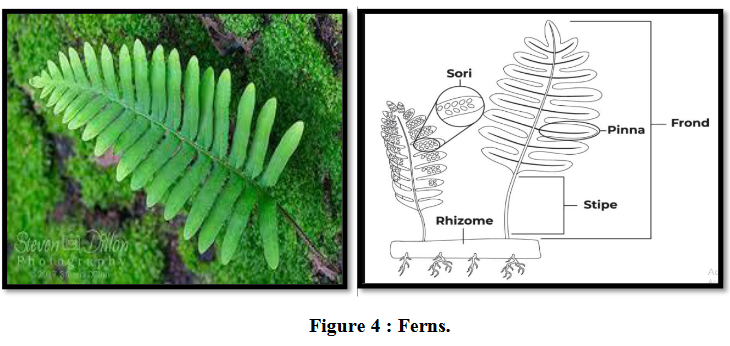 Steven Dillon
Photography
Sori
Pinna
Frond
Stipe
Rhizome
Figure 4 : Ferns.